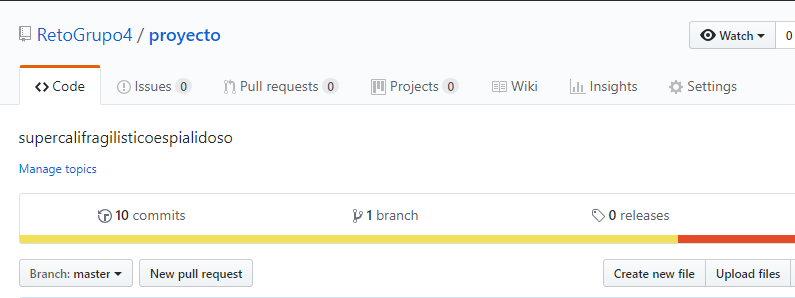 RetoGrupo4 / proyecto
Watch 0
Code Issues 0 Pull requests 0 Projects 0 Wiki Insights Settings
supercalifragilisticoespialidoso
Manage topics
10 commits 1 branch 0 releases
Branch: master New pull request Create new file Upload files